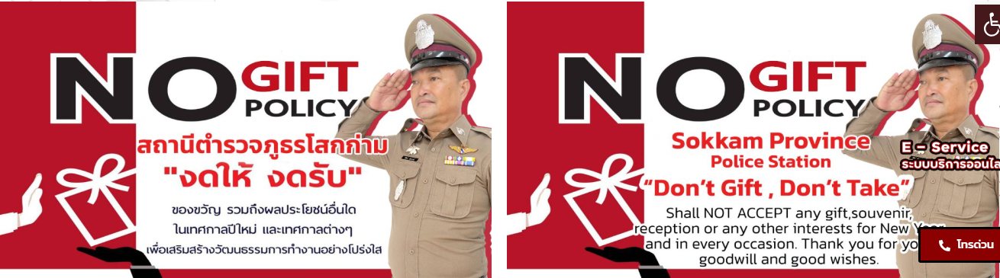 NO GIFT
POLICY
สถานีตำรวจภูธรโสกก่าม
"งดให้ งดรับ"
ของขวัญ รวมถึงผลประโยชน์อื่นใด
ในเทศกาลปีใหม่ และเทศกาลต่างๆ
เพื่อเสริมสร้างวัฒนธรรมการทำงานอย่างโปร่งใส
NO GIFT
POLICY
Sokkam Province
Police Station
“Don’t Gift , Don’t Take”
Shall NOT ACCEPT any gift,souvenir,
reception or any other interests for New
and in every occasion. Thank you for
goodwill and good wishes.
E – Service
ระบบบริการออนไล
โทรด่วน